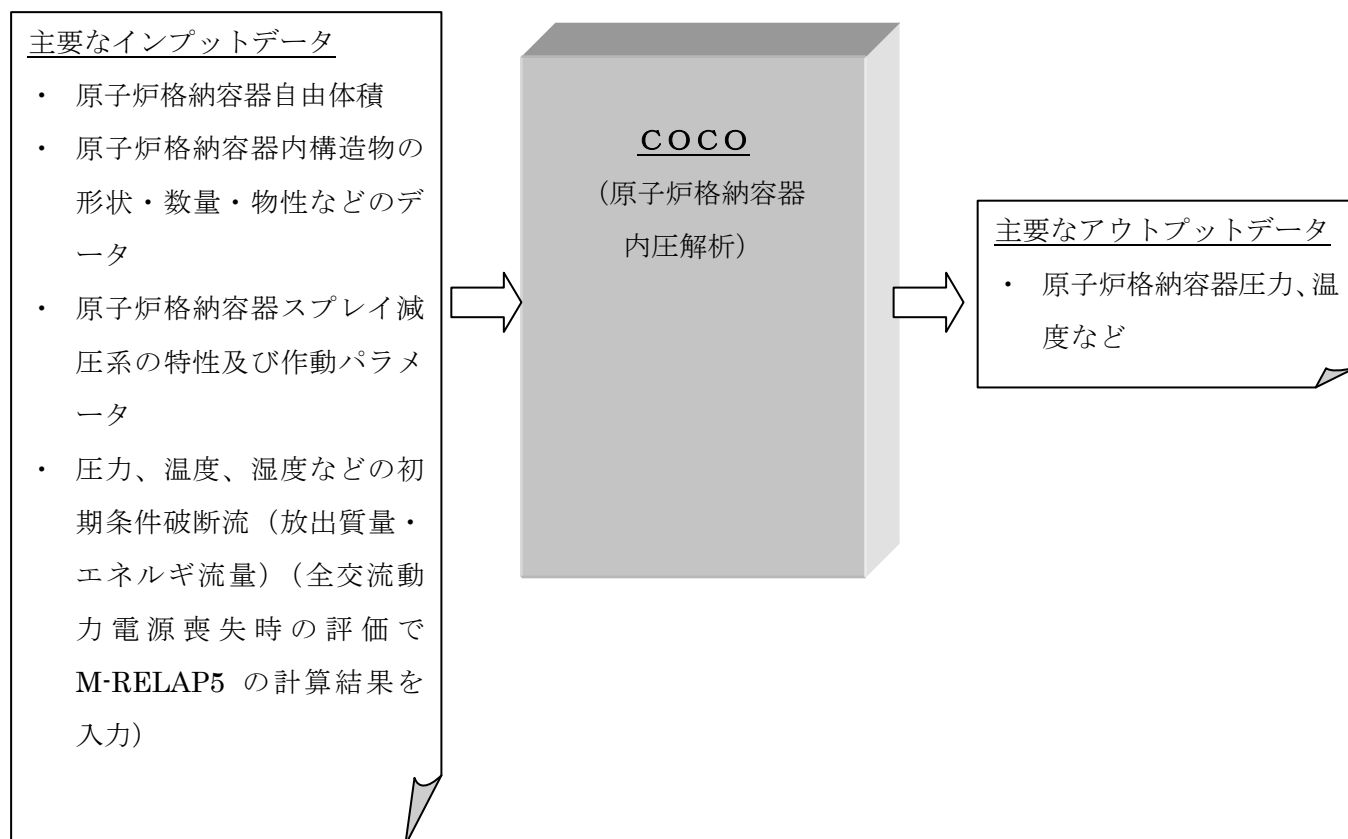 主要なインプットデータ
・ 原子炉格納容器自由体積
・ 原子炉格納容器内構造物の
形状・数量・物性などのデ
ータ
・ 原子炉格納容器スプレイ減
圧系の特性及び作動パラメ
ータ
・ 圧力、温度、湿度などの初
期条件破断流（放出質量・
エネルギ流量）（全交流動
力電源喪失時の評価で
M-RELAP5 の計算結果を
入力）
ＣＯＣＯ
（原子炉格納容器
内圧解析）
主要なアウトプットデータ
・ 原子炉格納容器圧力、温
度など